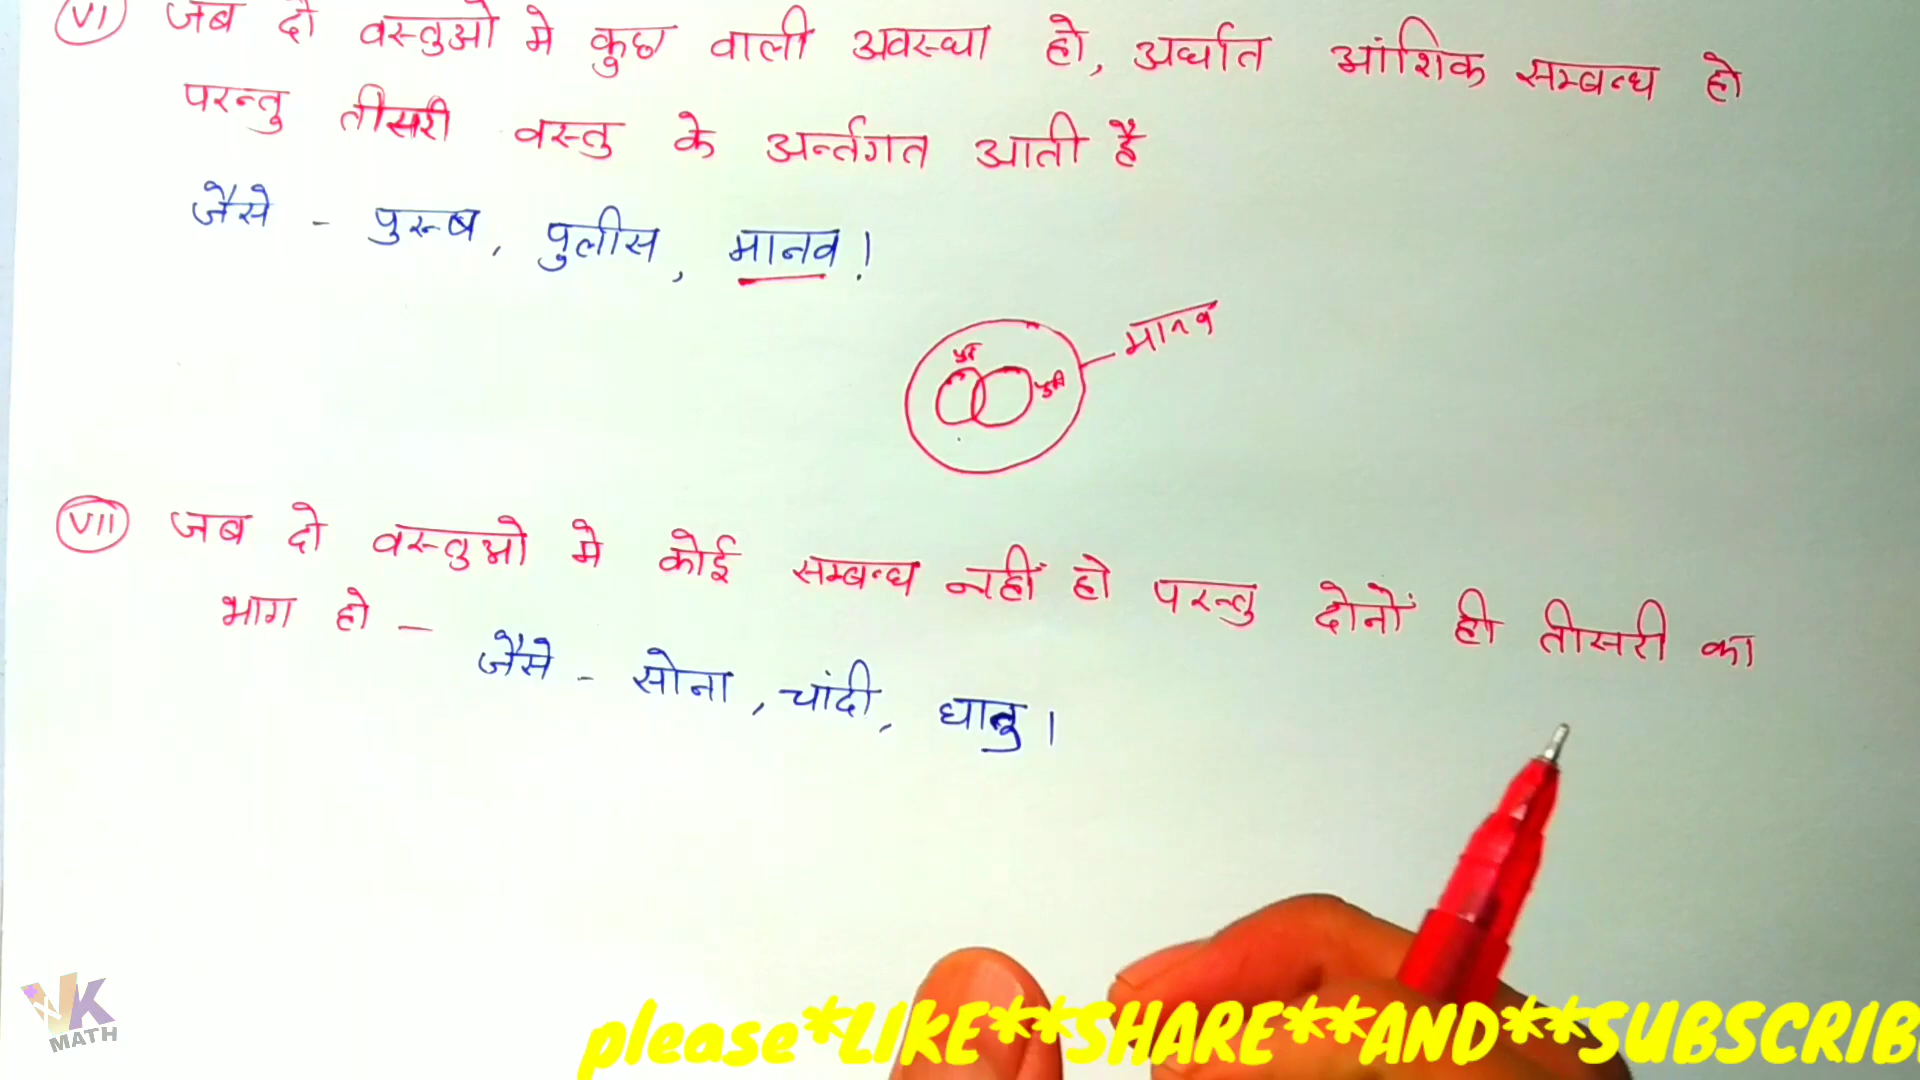 VI जब दो वस्तुओ मे कुछ वाली अवस्था हो, अर्थात आंशिक सम्बन्ध हो
परन्तु तीसरी वस्तु के अर्न्तगत आती है
जैसे - पुरूष, पुलीस, मानव।
मानव
पुरू
पुली
VII जब दो वस्तुओ मे कोई सम्बन्ध नहीं हो परन्तु दोनों ही तीसरी का
भाग हो -
जैसे - सोना, चांदी, धातु।
VK
MATH
please*LIKE**SHARE**AND**SUBSCRIB